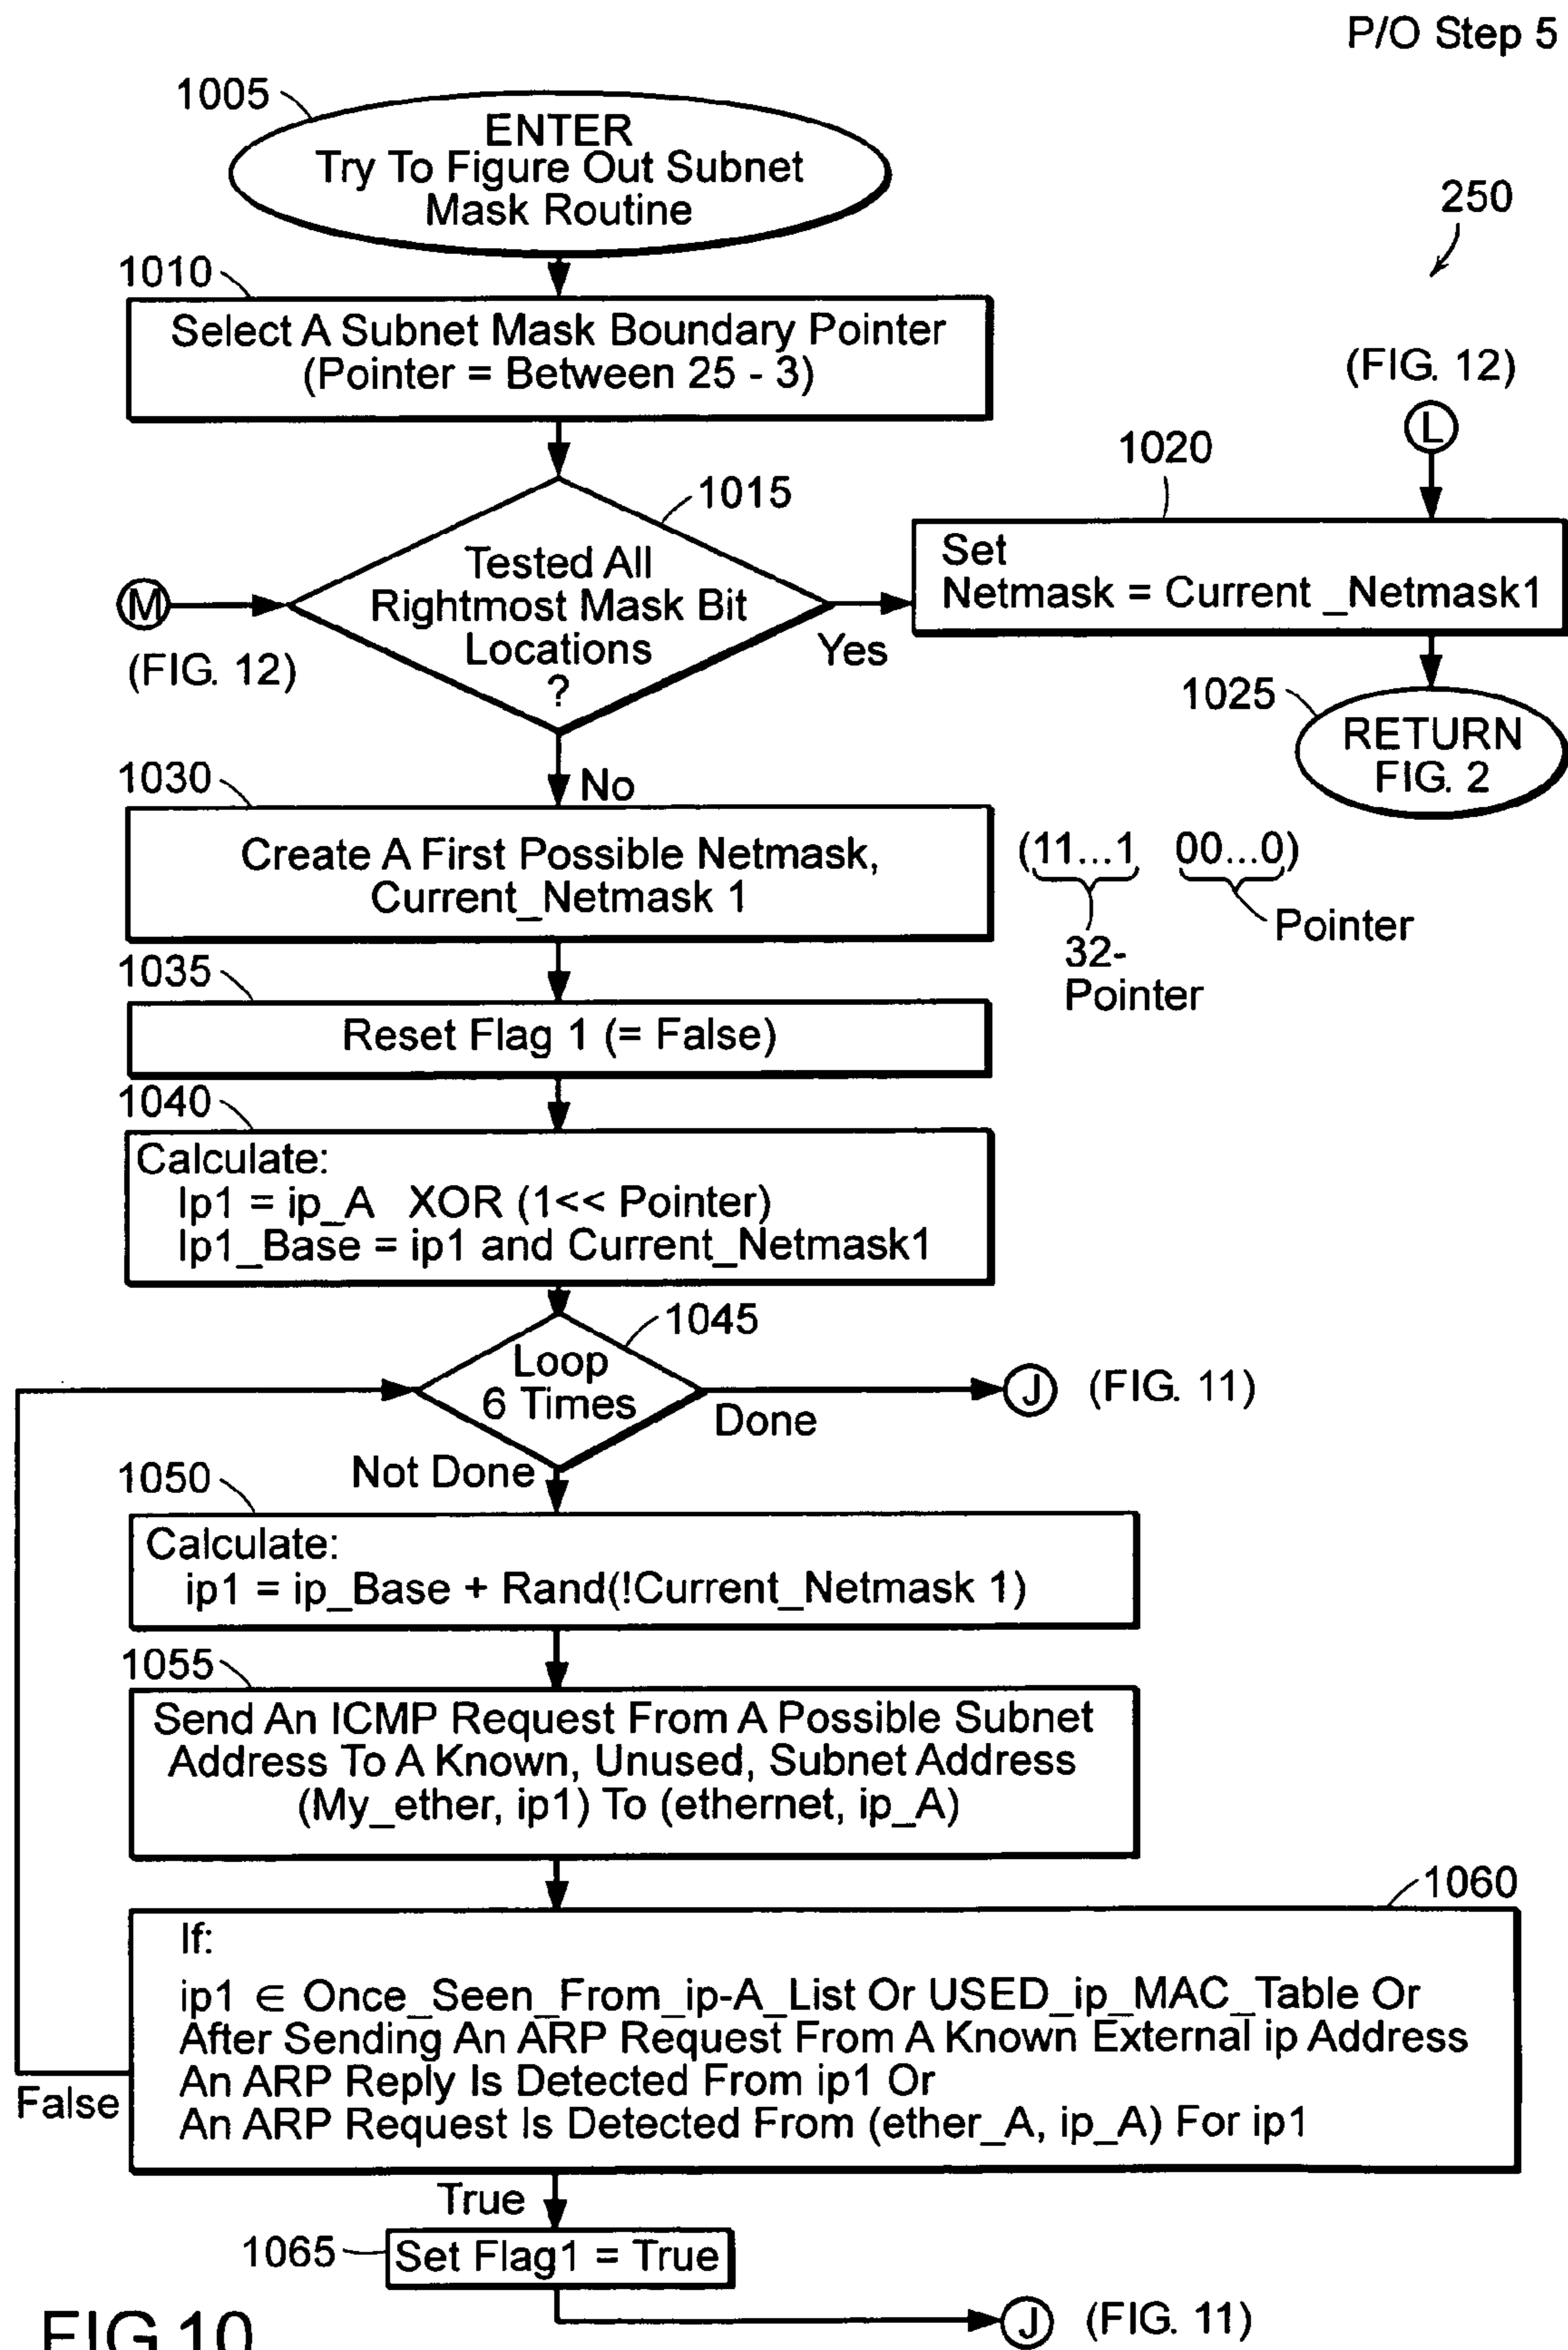 P/O Step 5
1005
ENTER
Try To Figure Out Subnet
Mask Routine
250
1010
Select A Subnet Mask Boundary Pointer
(Pointer = Between 25 - 3)
(FIG. 12)
L
1015
Tested All
Rightmost Mask Bit
Locations
?
M
(FIG. 12)
Yes
1020
Set
Netmask = Current _Netmask1
1025
RETURN
FIG. 2
No
1030
Create A First Possible Netmask,
Current_Netmask 1
(11...1 00...0)
Pointer
32-
Pointer
1035
Reset Flag 1 (= False)
1040
Calculate:
Ip1 = ip_A XOR (1<< Pointer)
Ip1_Base = ip1 and Current_Netmask1
1045
Loop
6 Times
Done
J (FIG. 11)
Not Done
1050
Calculate:
ip1 = ip_Base + Rand(!Current_Netmask 1)
1055
Send An ICMP Request From A Possible Subnet
Address To A Known, Unused, Subnet Address
(My_ether, ip1) To (ethernet, ip_A)
1060
If:
ip1 ∈ Once_Seen_From_ip-A_List Or USED_ip_MAC_Table Or
After Sending An ARP Request From A Known External ip Address
An ARP Reply Is Detected From ip1 Or
An ARP Request Is Detected From (ether_A, ip_A) For ip1
False
True
1065
Set Flag1 = True
J (FIG. 11)
FIG.10